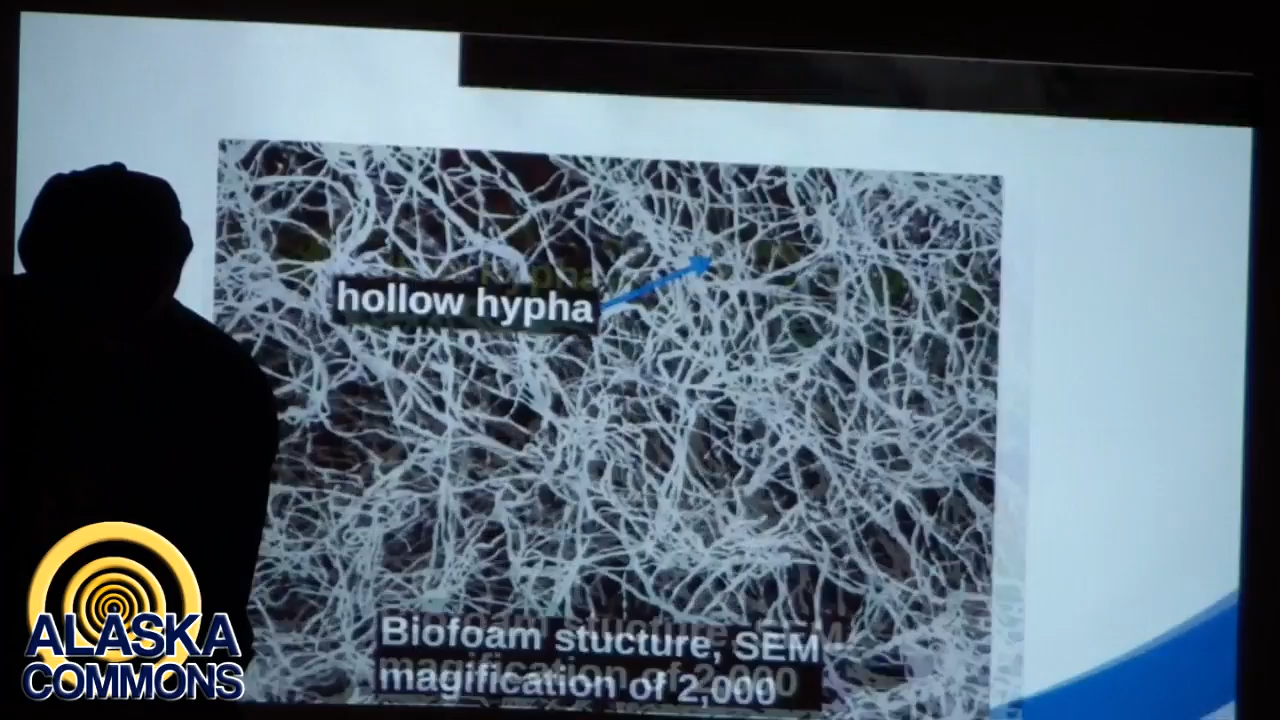 hollow hypha
Biofoam stucture, SEM
magification of 2,000
ALASKA
COMMONS